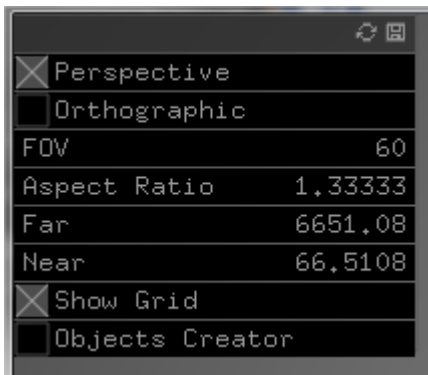 Perspective
Orthographic
FOV 60
Aspect Ratio 1.33333
Far 6651.08
Near 66.5108
Show Grid
Objects Creator